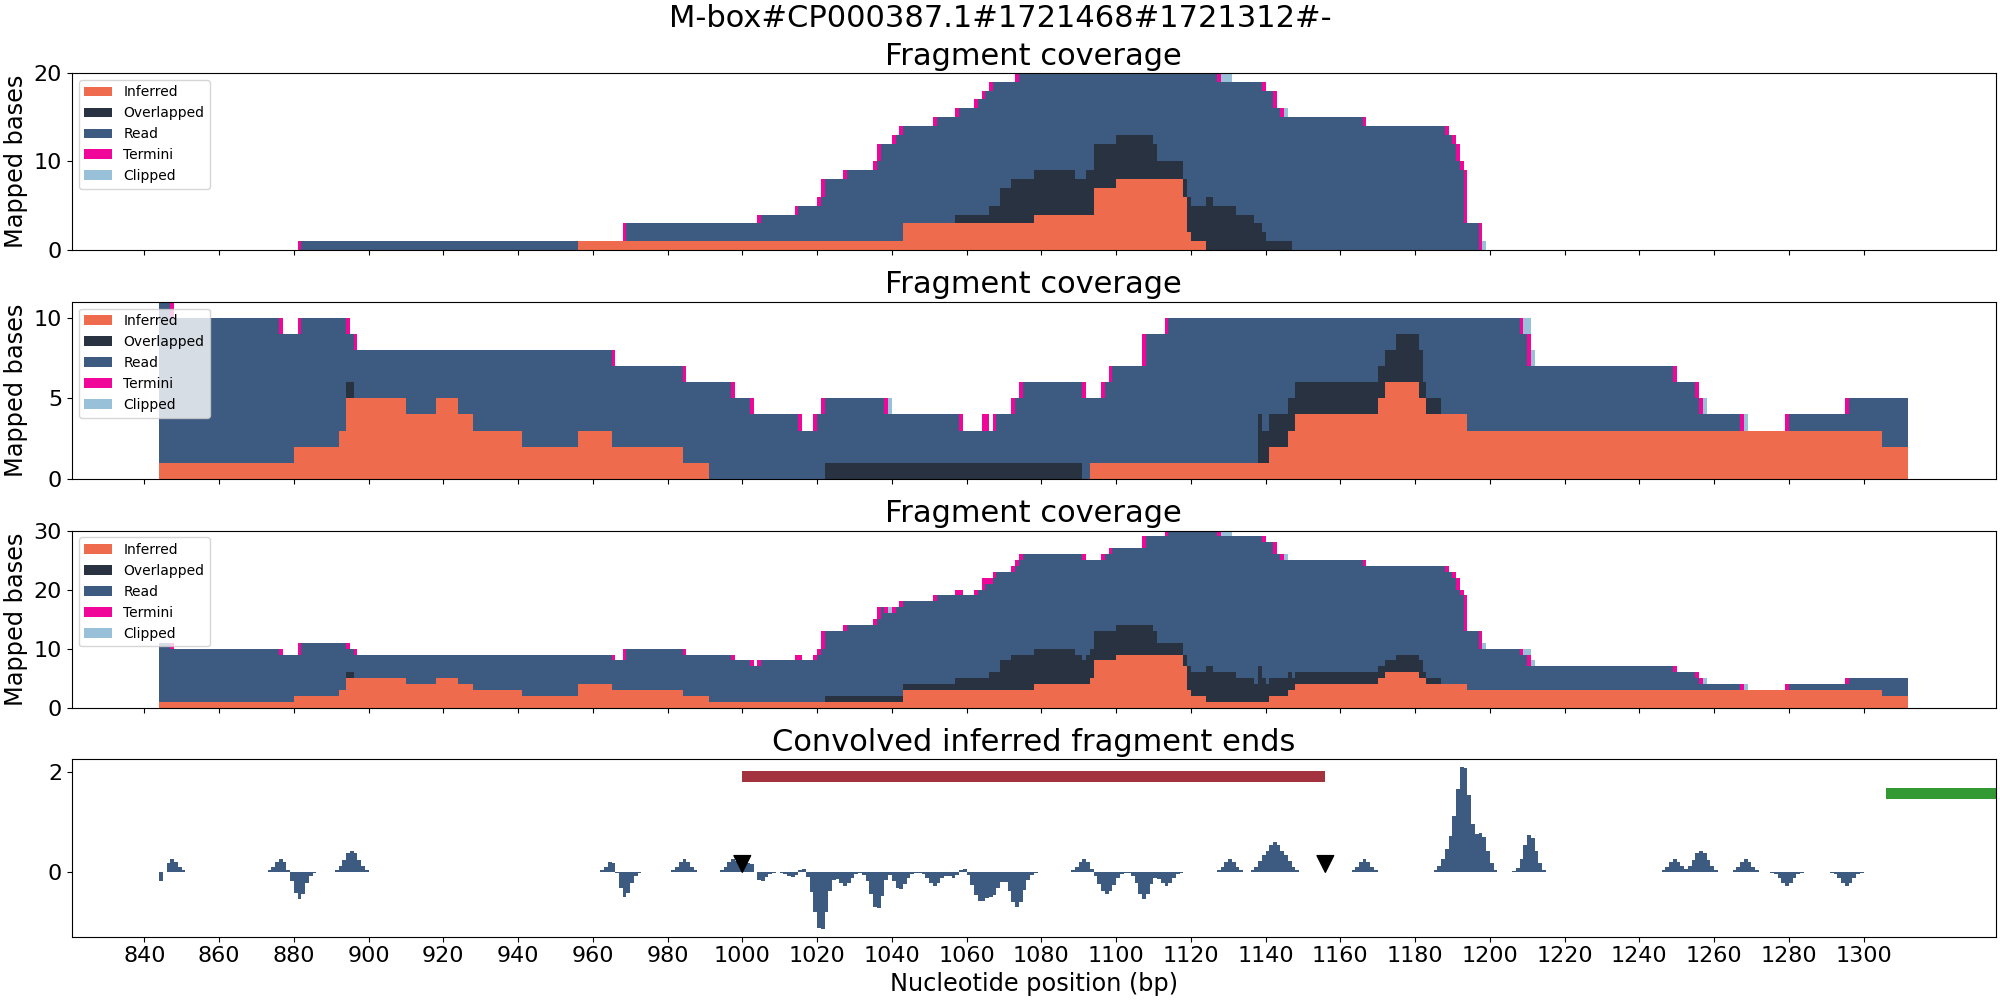 M-box#CP000387.1#1721468#1721312#-
Fragment coverage
Mapped bases
20
10
0
Inferred
Overlapped
Read
Termini
Clipped
Fragment coverage
Mapped bases
10
5
0
Inferred
Overlapped
Read
Termini
Clipped
Fragment coverage
Mapped bases
30
20
10
0
Inferred
Overlapped
Read
Termini
Clipped
Convolved inferred fragment ends
2
0
840 860 880 900 920 940 960 980 1000 1020 1040 1060 1080 1100 1120 1140 1160 1180 1200 1220 1240 1260 1280 1300
Nucleotide position (bp)